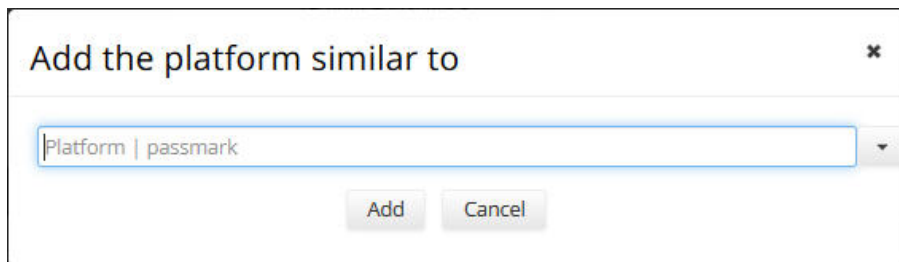 Add the platform similar to
Platform | passmark
Add Cancel